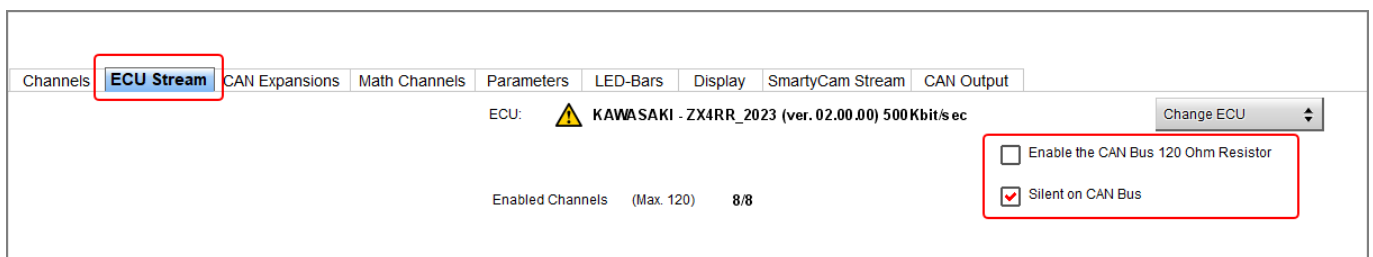 Channels ECU Stream CAN Expansions Math Channels Parameters LED-Bars Display SmartyCam Stream CAN Output
ECU: KAWASAKI - ZX4RR_2023 (ver. 02.00.00) 500Kbit/sec Change ECU
Enable the CAN Bus 120 Ohm Resistor
Enabled Channels (Max. 120) 8/8 Silent on CAN Bus